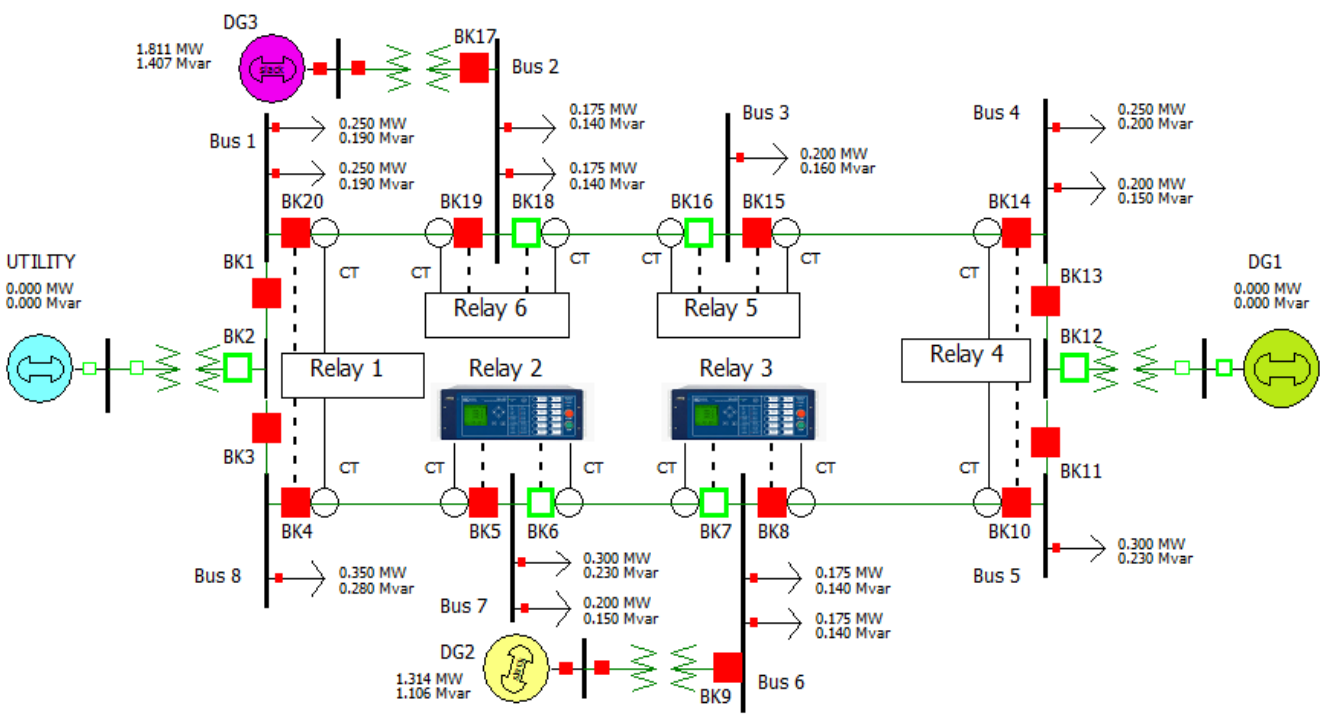 DG3
1.811 MW
1.407 Mvar
slack
BK17
Bus 2
0.175 MW
0.140 Mvar
0.175 MW
0.140 Mvar
Bus 1
0.250 MW
0.190 Mvar
0.250 MW
0.190 Mvar
Bus 3
0.200 MW
0.160 Mvar
Bus 4
0.250 MW
0.200 Mvar
0.200 MW
0.150 Mvar
BK20
BK19
BK18
BK16
BK15
BK14
CT
CT
CT
CT
CT
CT
Relay 6
Relay 5
UTILITY
0.000 MW
0.000 Mvar
BK1
BK2
BK3
BK13
BK12
BK11
DG1
0.000 MW
0.000 Mvar
Relay 1
Relay 2
Relay 3
Relay 4
CT
CT
CT
CT
CT
CT
BK4
BK5
BK6
BK7
BK8
BK10
Bus 8
0.350 MW
0.280 Mvar
Bus 7
0.300 MW
0.230 Mvar
0.200 MW
0.150 Mvar
0.175 MW
0.140 Mvar
0.175 MW
0.140 Mvar
Bus 5
0.300 MW
0.230 Mvar
DG2
1.314 MW
1.106 Mvar
BK9
Bus 6